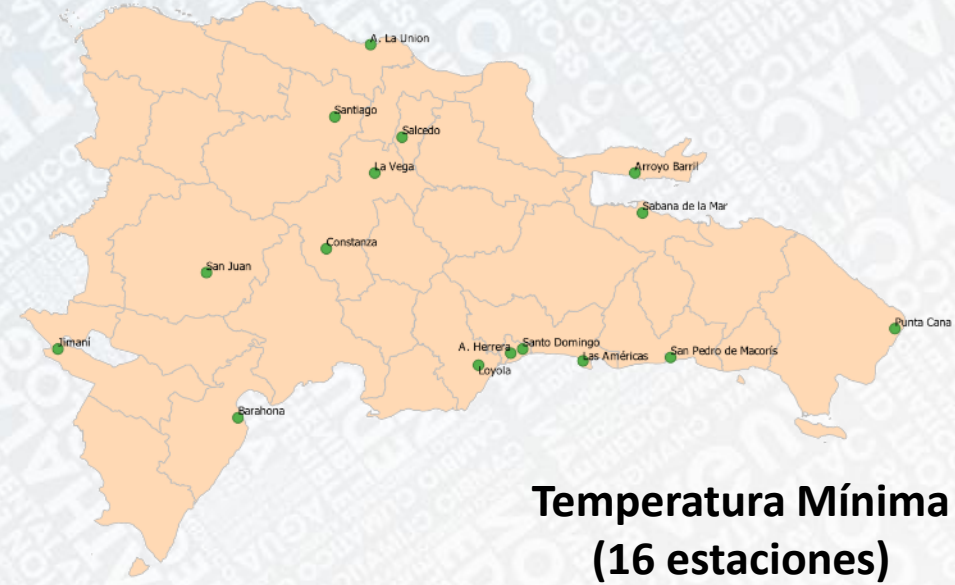 A. La Union
Santiago
Salcedo
La Vega
Arroyo Barril
Sabana de la Mar
Constanza
San Juan
Punta Cana
Jimaní
A. Herrera
Santo Domingo
Las Américas
San Pedro de Macorís
Loyola
Barahona
Temperatura Mínima
(16 estaciones)